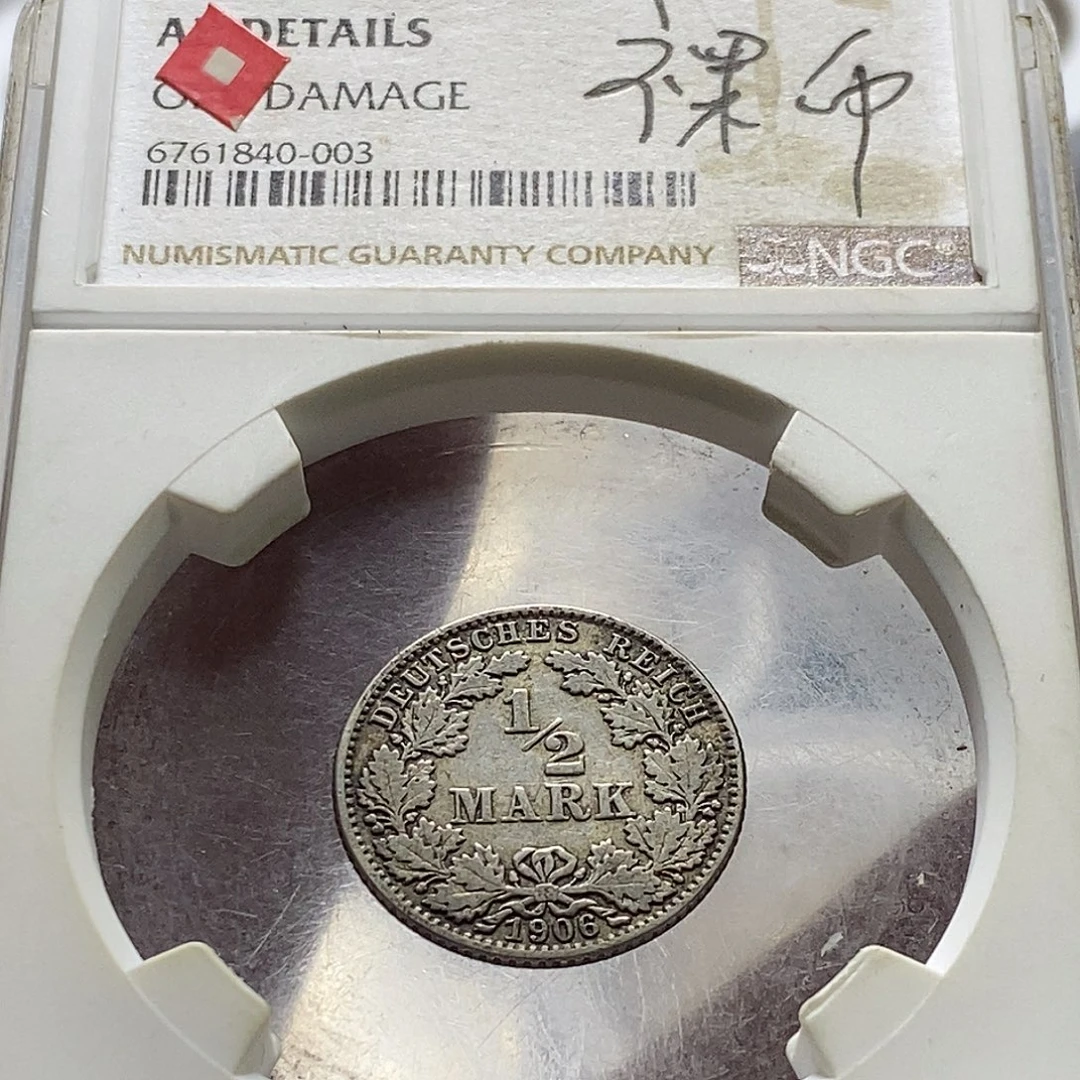 DETAILS
DAMAGE
裸币
6761840-003
NUMISMATIC GUARANTY COMPANY
NGC
DEUTSCHES REICH
1/2
MARK
1906